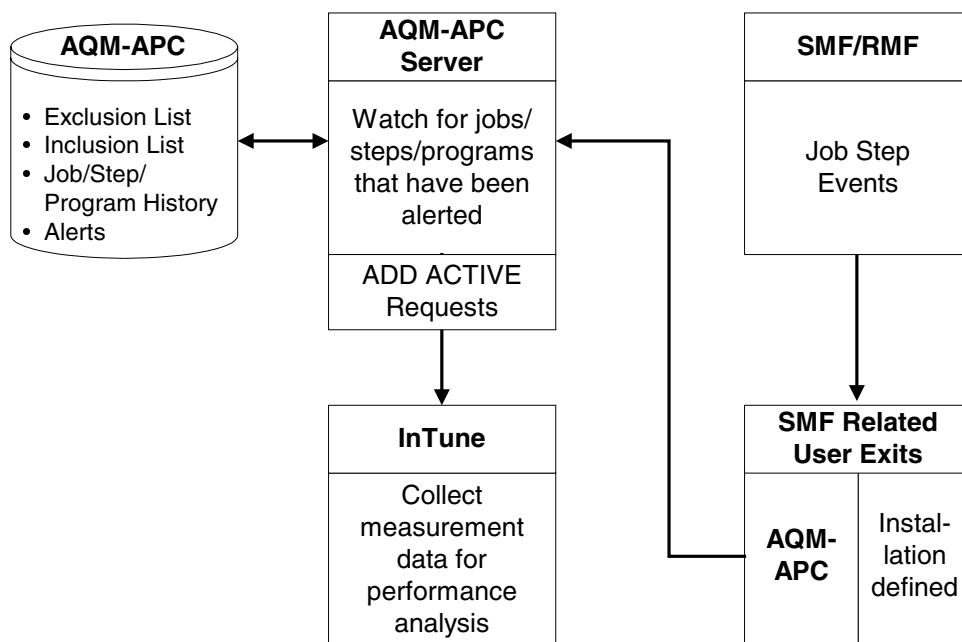 AQM-APC
• Exclusion List
• Inclusion List
• Job/Step/
Program History
• Alerts
AQM-APC
Server
Watch for jobs/
steps/programs
that have been
alerted
ADD ACTIVE
Requests
SMF/RMF
Job Step
Events
InTune
Collect
measurement
data for
performance
analysis
SMF Related
User Exits
AQM-
APC
Instal-
lation
defined